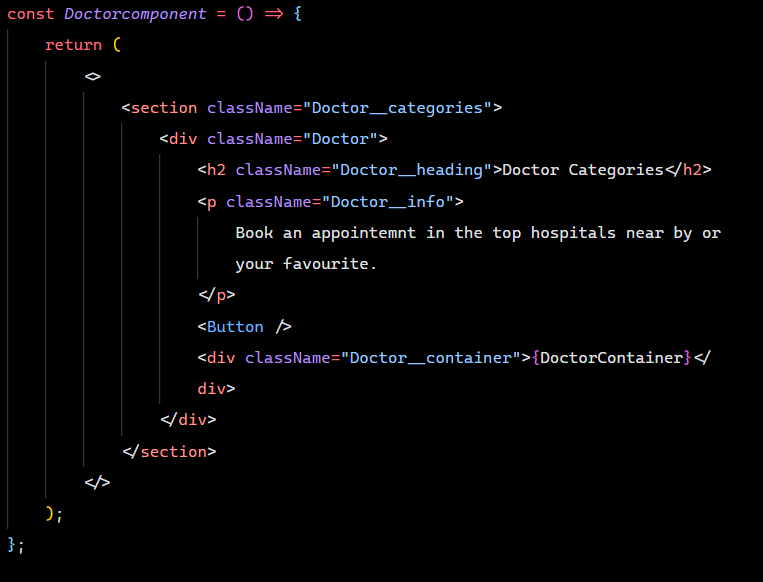 const Doctorcomponent = () => {
return (
<>
<section className="Doctor__categories">
<div className="Doctor">
<h2 className="Doctor__heading">Doctor Categories</h2>
<p className="Doctor__info">
Book an appointemnt in the top hospitals near by or
your favourite.
</p>
<Button />
<div className="Doctor__container">{DoctorContainer}</
div>
</div>
</section>
</>
);
};